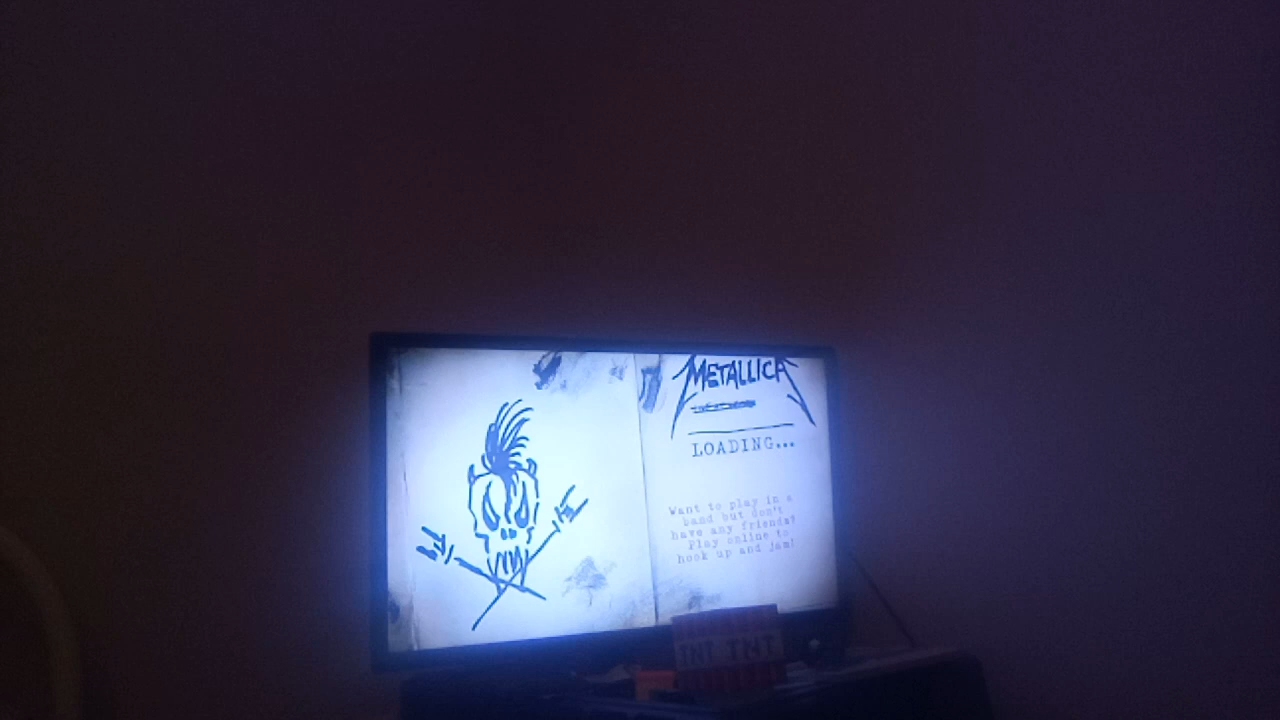 METALLICA
LOADING...
Want to play in a
band but don't
have any friends?
Play online to
hook up and jam!
TNT TNT